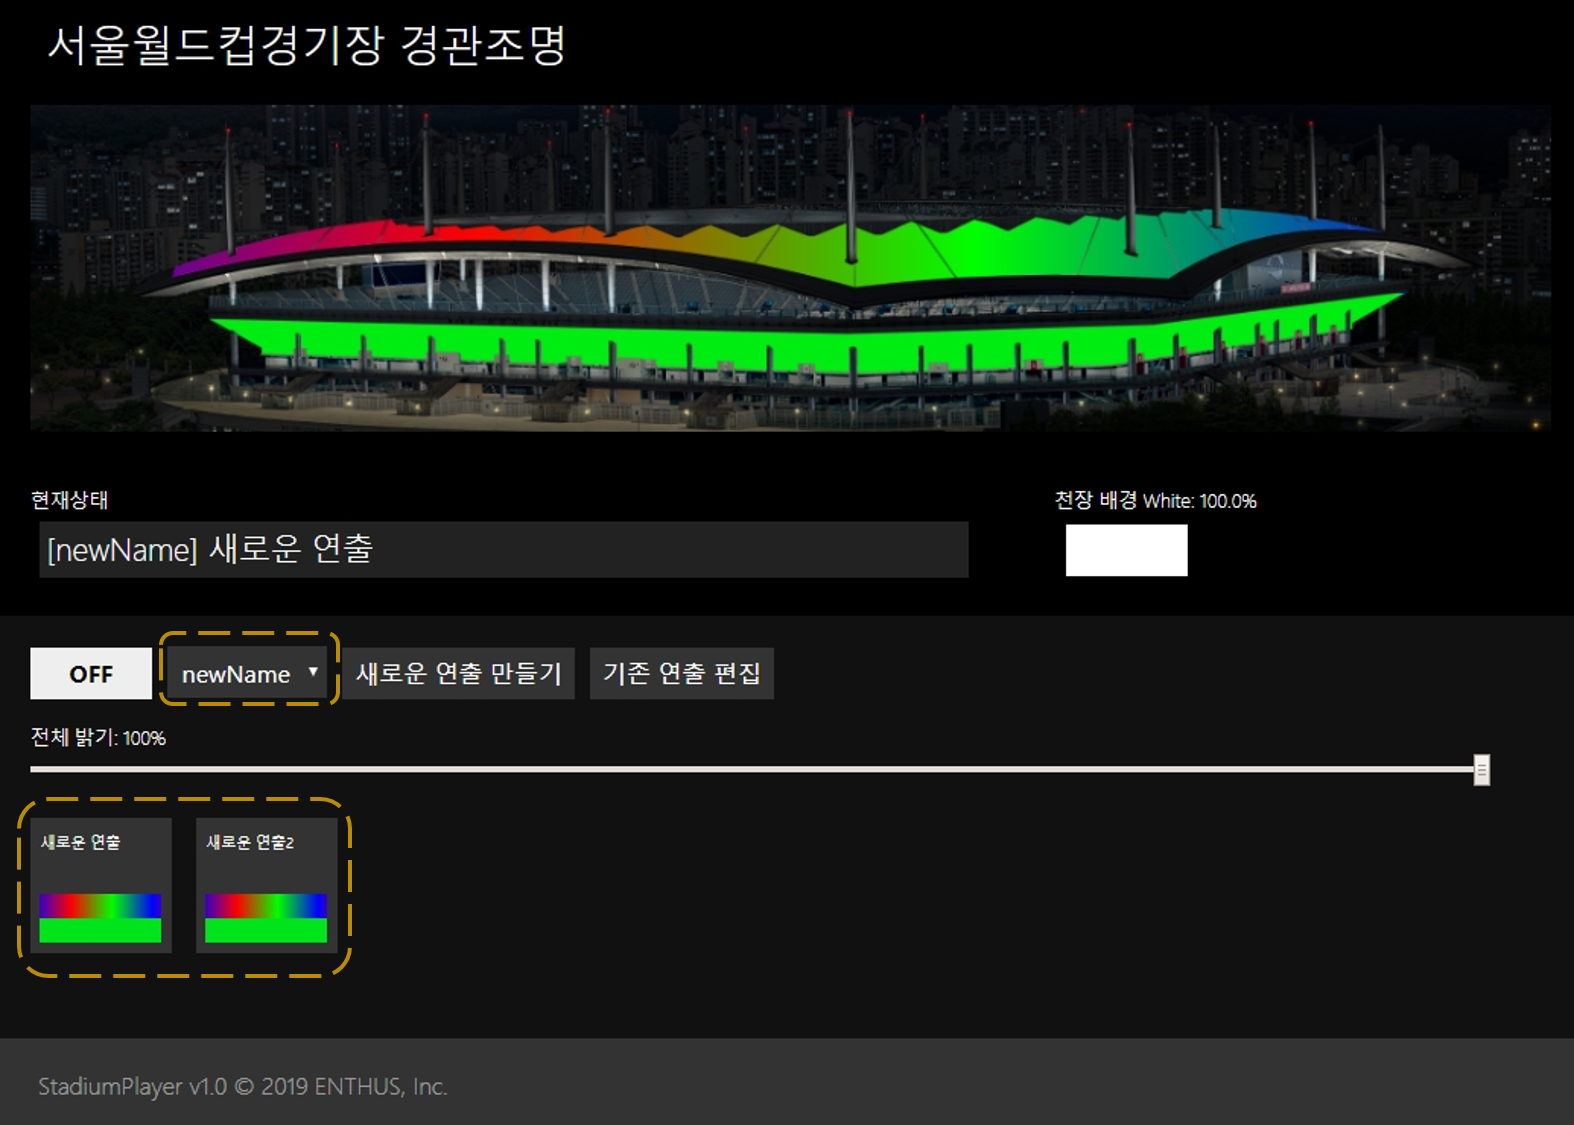 서울월드컵경기장 경관조명
현재상태
천장 배경 White: 100.0%
[newName] 새로운 연출
OFF
newName
새로운 연출 만들기
기존 연출 편집
전체 밝기: 100%
새로운 연출
새로운 연출2
StadiumPlayer v1.0 © 2019 ENTHUS, Inc.